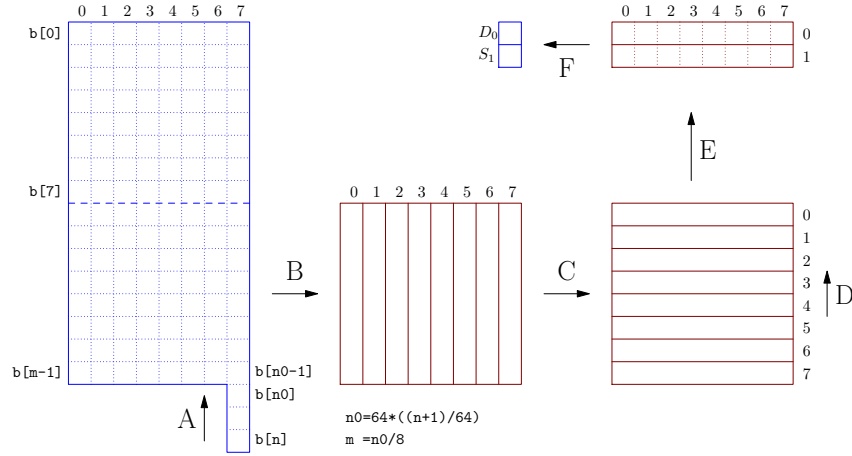 0 1 2 3 4 5 6 7
b[0]
b[7]
b[m-1]
b[n0-1]
b[n0]
b[n]
A
B
0 1 2 3 4 5 6 7
n0=64*((n+1)/64)
m =n0/8
C
0
1
2
3
4
5
6
7
D
E
0 1 2 3 4 5 6 7
0
1
F
D₀
S₁